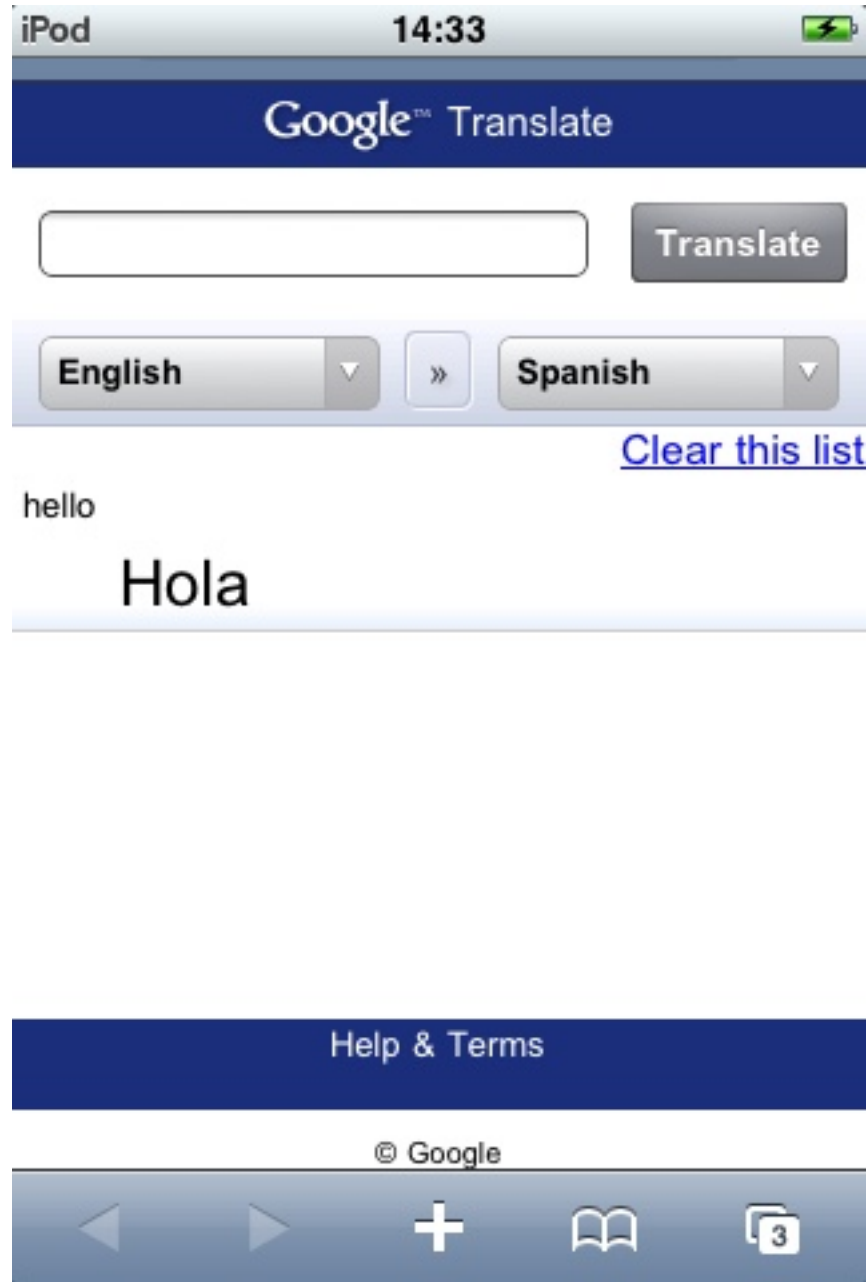 iPod 14:33
Google™ Translate
Translate
English » Spanish
Clear this list
hello
Hola
Help & Terms
© Google
3